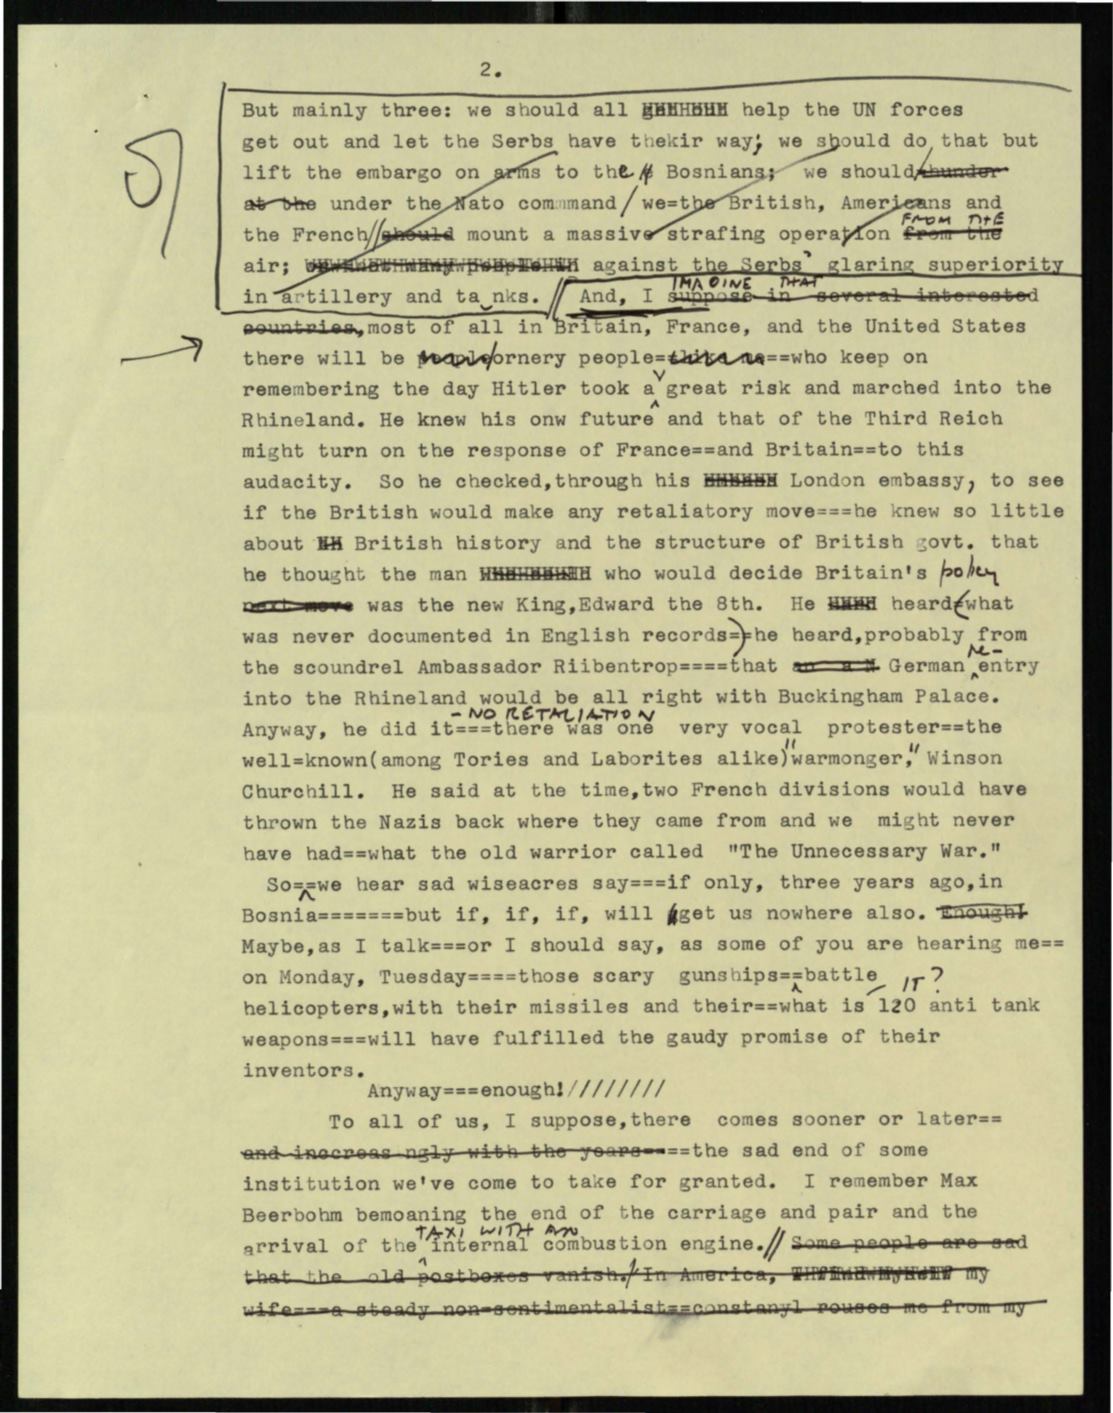 2.
But mainly three: we should all help the UN forces
get out and let the Serbs have thekir way; we should do that but
lift the embargo on arms to the Bosnians; we should thunder
at the under the Nato command/we=the British, Americans and
FROM THE
the French//should mount a massive strafing operation from the
air; against the Serbs' glaring superiority
IMAGINE THAT
in artillery and ta nks. // And, I suppose in several interested
countries, most of all in Britain, France, and the United States
there will be people/ornery people=thike me==who keep on
remembering the day Hitler took a great risk and marched into the
Rhineland. He knew his onw future and that of the Third Reich
might turn on the response of France==and Britain==to this
audacity. So he checked,through his London embassy, to see
if the British would make any retaliatory move===he knew so little
about British history and the structure of British govt. that
he thought the man who would decide Britain's policy
next move was the new King,Edward the 8th. He heard(what
was never documented in English records=)=he heard,probably from
re-
the scoundrel Ambassador Riibentrop====that an a N German entry
into the Rhineland would be all right with Buckingham Palace.
- NO RETALIATION
Anyway, he did it===there was one very vocal protester==the
well=known(among Tories and Laborites alike)"warmonger," Winson
Churchill. He said at the time,two French divisions would have
thrown the Nazis back where they came from and we might never
have had==what the old warrior called "The Unnecessary War."
So==we hear sad wiseacres say===if only, three years ago,in
Bosnia=======but if, if, if, will get us nowhere also. Enough!
Maybe,as I talk===or I should say, as some of you are hearing me==
on Monday, Tuesday====those scary gunships==battle
IT?
helicopters,with their missiles and their==what is 120 anti tank
weapons===will have fulfilled the gaudy promise of their
inventors.
Anyway===enough!////////
To all of us, I suppose,there comes sooner or later==
and inecreas ngly with the years====the sad end of some
institution we've come to take for granted. I remember Max
Beerbohm bemoaning the end of the carriage and pair and the
TAXI WITH AN
arrival of the internal combustion engine.// Some people are sad
that the old postboxes vanish./In America, my
wife===a steady non=sentimentalist==constanyl rouses me from my